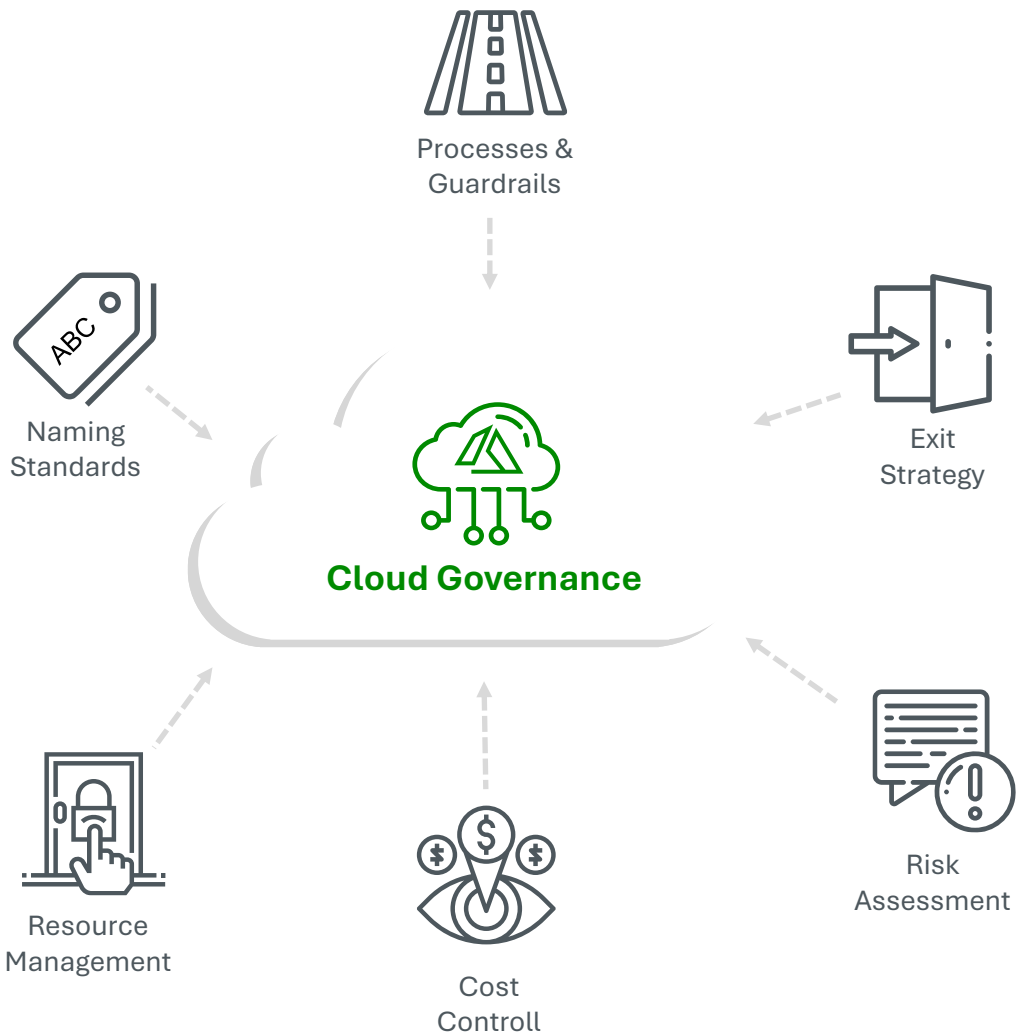 Processes &
Guardrails
ABC
Naming
Standards
Exit
Strategy
Cloud Governance
$
$
$
Risk
Assessment
Resource
Management
Cost
Controll